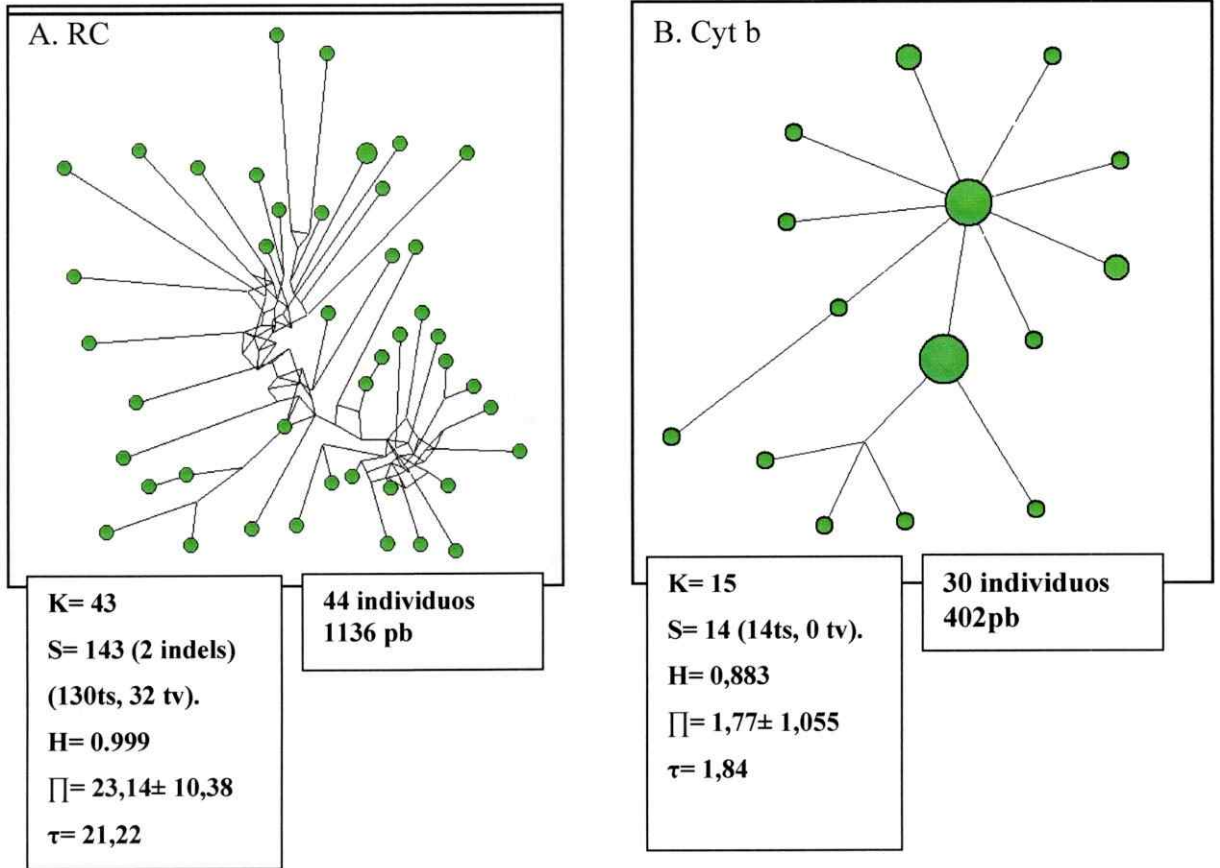 A. RC
K= 43
S= 143 (2 indels)
(130ts, 32 tv).
H= 0.999
∏= 23,14± 10,38
τ= 21,22
44 individuos
1136 pb
B. Cyt b
K= 15
S= 14 (14ts, 0 tv).
H= 0,883
∏= 1,77± 1,055
τ= 1,84
30 individuos
402pb